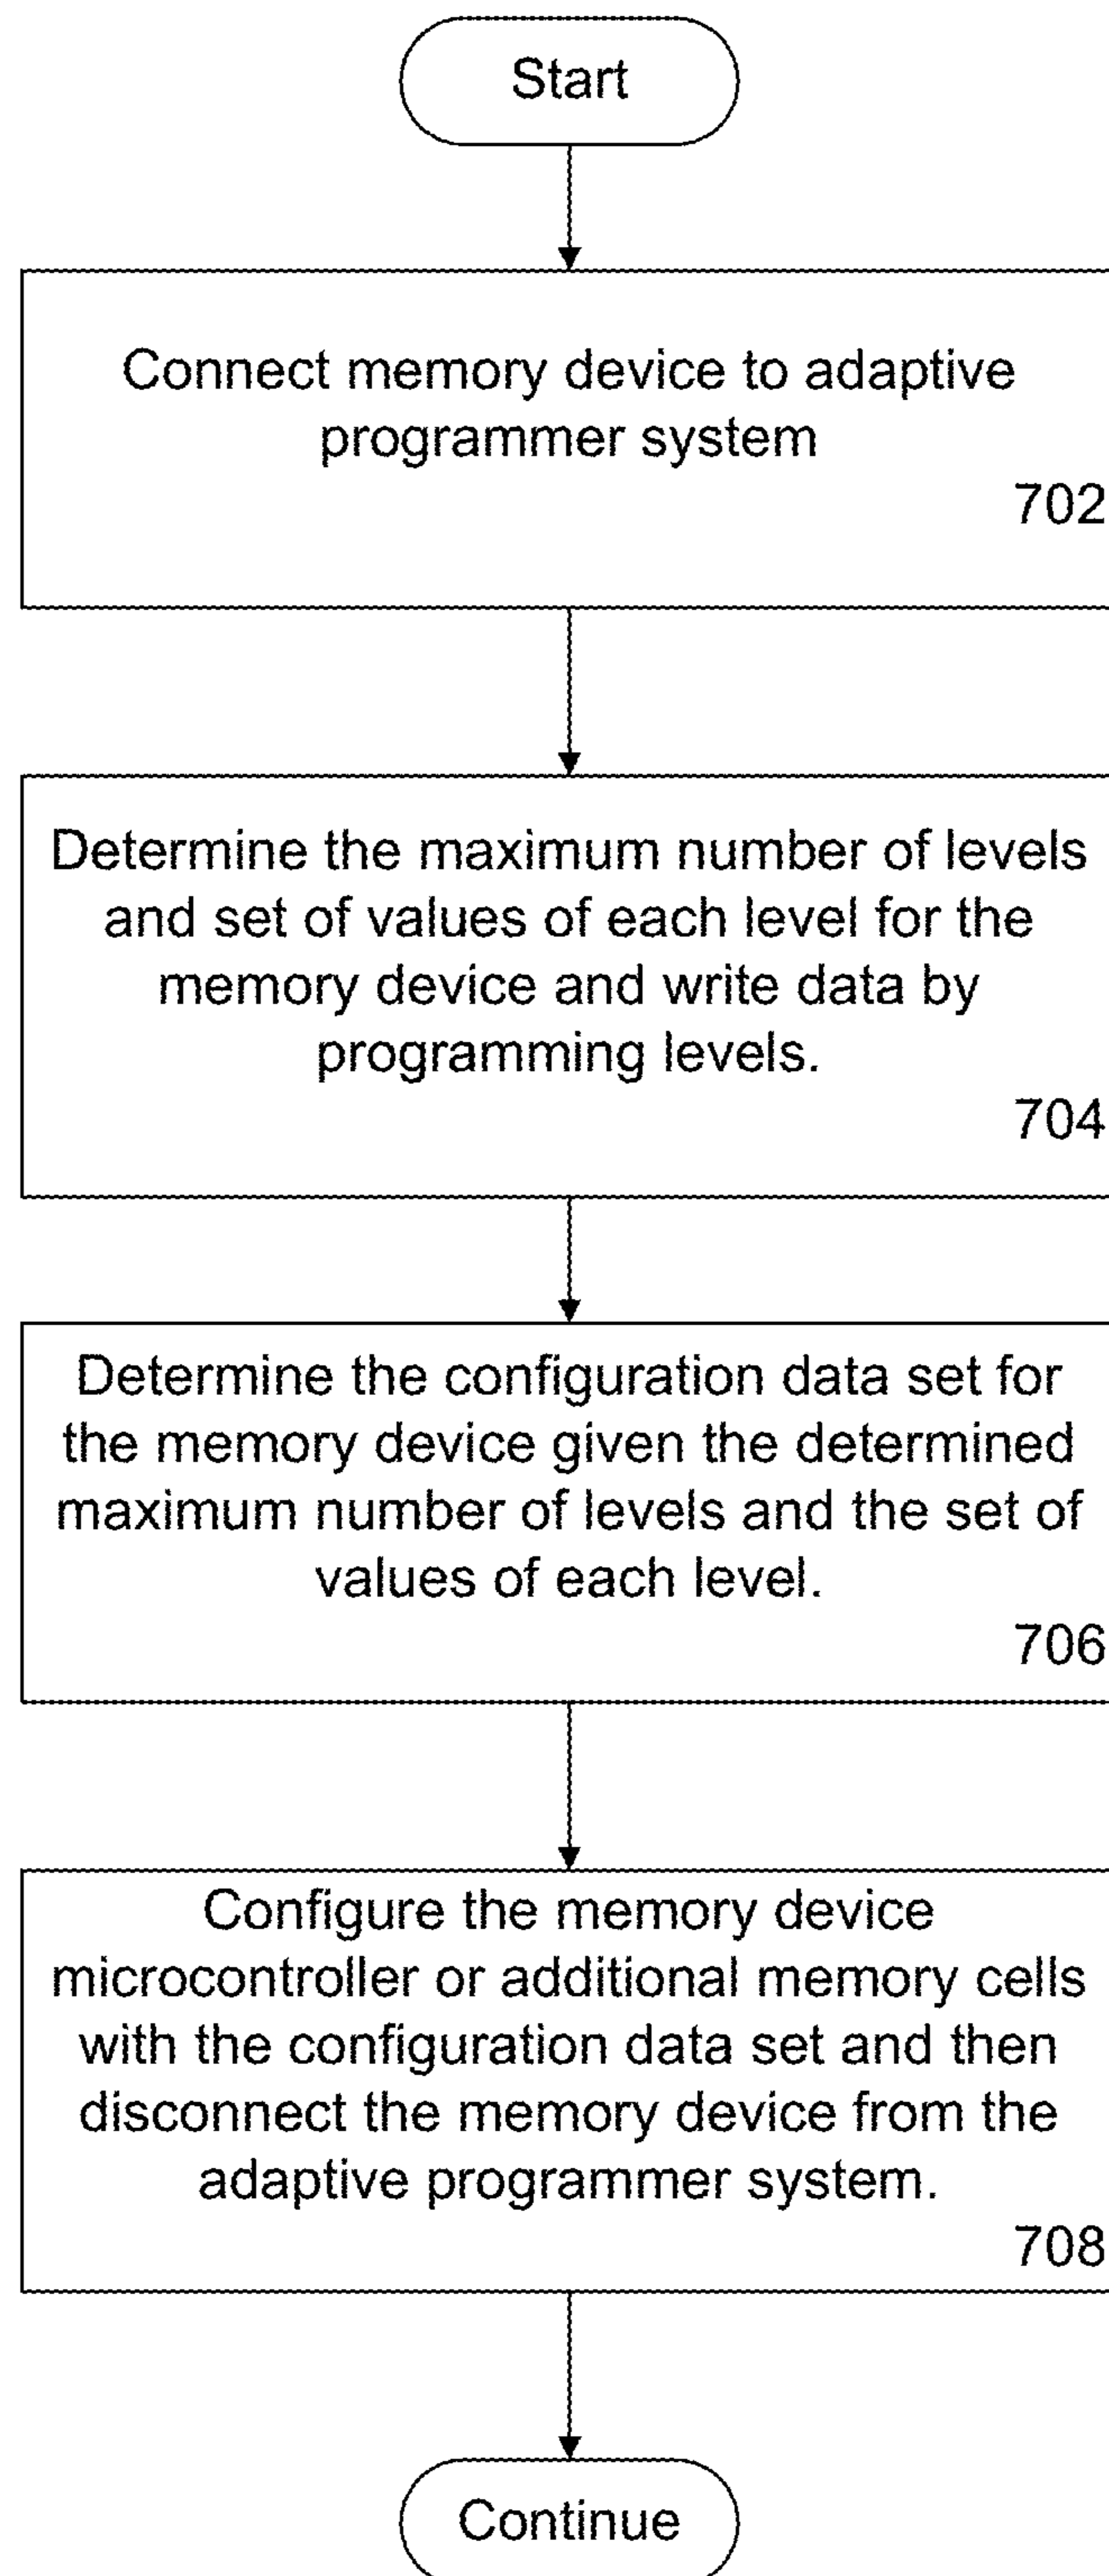 Start
Connect memory device to adaptive
programmer system
702
Determine the maximum number of levels
and set of values of each level for the
memory device and write data by
programming levels.
704
Determine the configuration data set for
the memory device given the determined
maximum number of levels and the set of
values of each level.
706
Configure the memory device
microcontroller or additional memory cells
with the configuration data set and then
disconnect the memory device from the
adaptive programmer system.
708
Continue